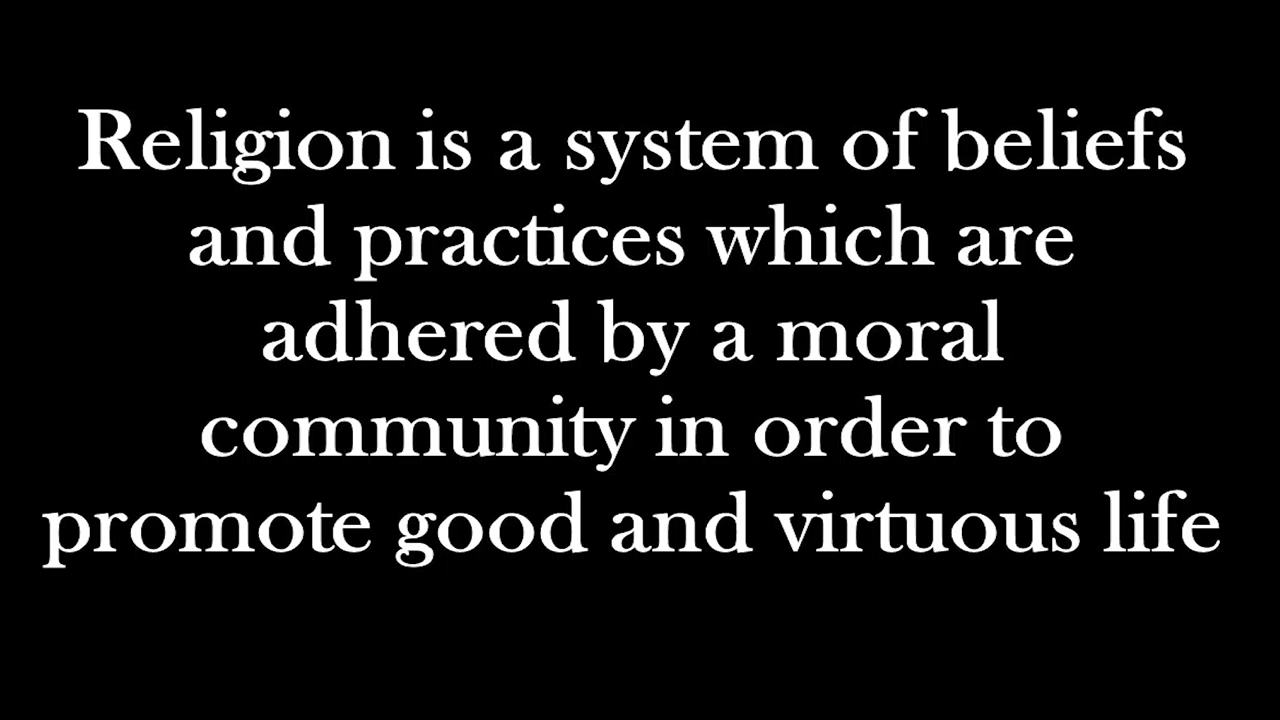 Religion is a system of beliefs
and practices which are
adhered by a moral
community in order to
promote good and virtuous life